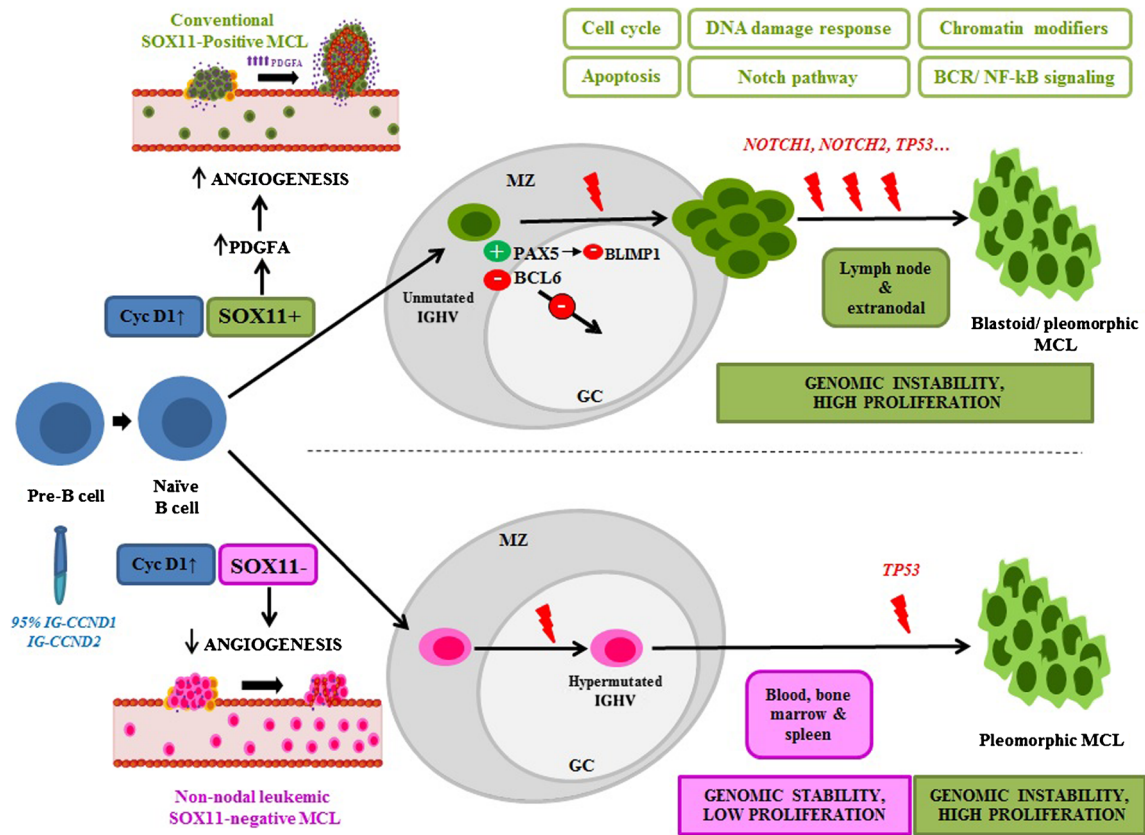 Conventional
SOX11-Positive MCL
PDGFA
↑ ANGIOGENESIS
↑PDGFA
Cyc D1↑
SOX11+
Pre-B cell
Naïve
B cell
95% IG-CCND1
IG-CCND2
Cyc D1↑
SOX11-
↓ ANGIOGENESIS
Non-nodal leukemic
SOX11-negative MCL
Cell cycle
DNA damage response
Chromatin modifiers
Apoptosis
Notch pathway
BCR/ NF-kB signaling
MZ
+ PAX5
- BLIMP1
- BCL6
-
Unmutated
IGHV
GC
NOTCH1, NOTCH2, TP53...
Lymph node
&
extranodal
Blastoid/ pleomorphic
MCL
GENOMIC INSTABILITY,
HIGH PROLIFERATION
MZ
Hypermutated
IGHV
GC
TP53
Blood, bone
marrow &
spleen
Pleomorphic MCL
GENOMIC STABILITY,
LOW PROLIFERATION
GENOMIC INSTABILITY,
HIGH PROLIFERATION